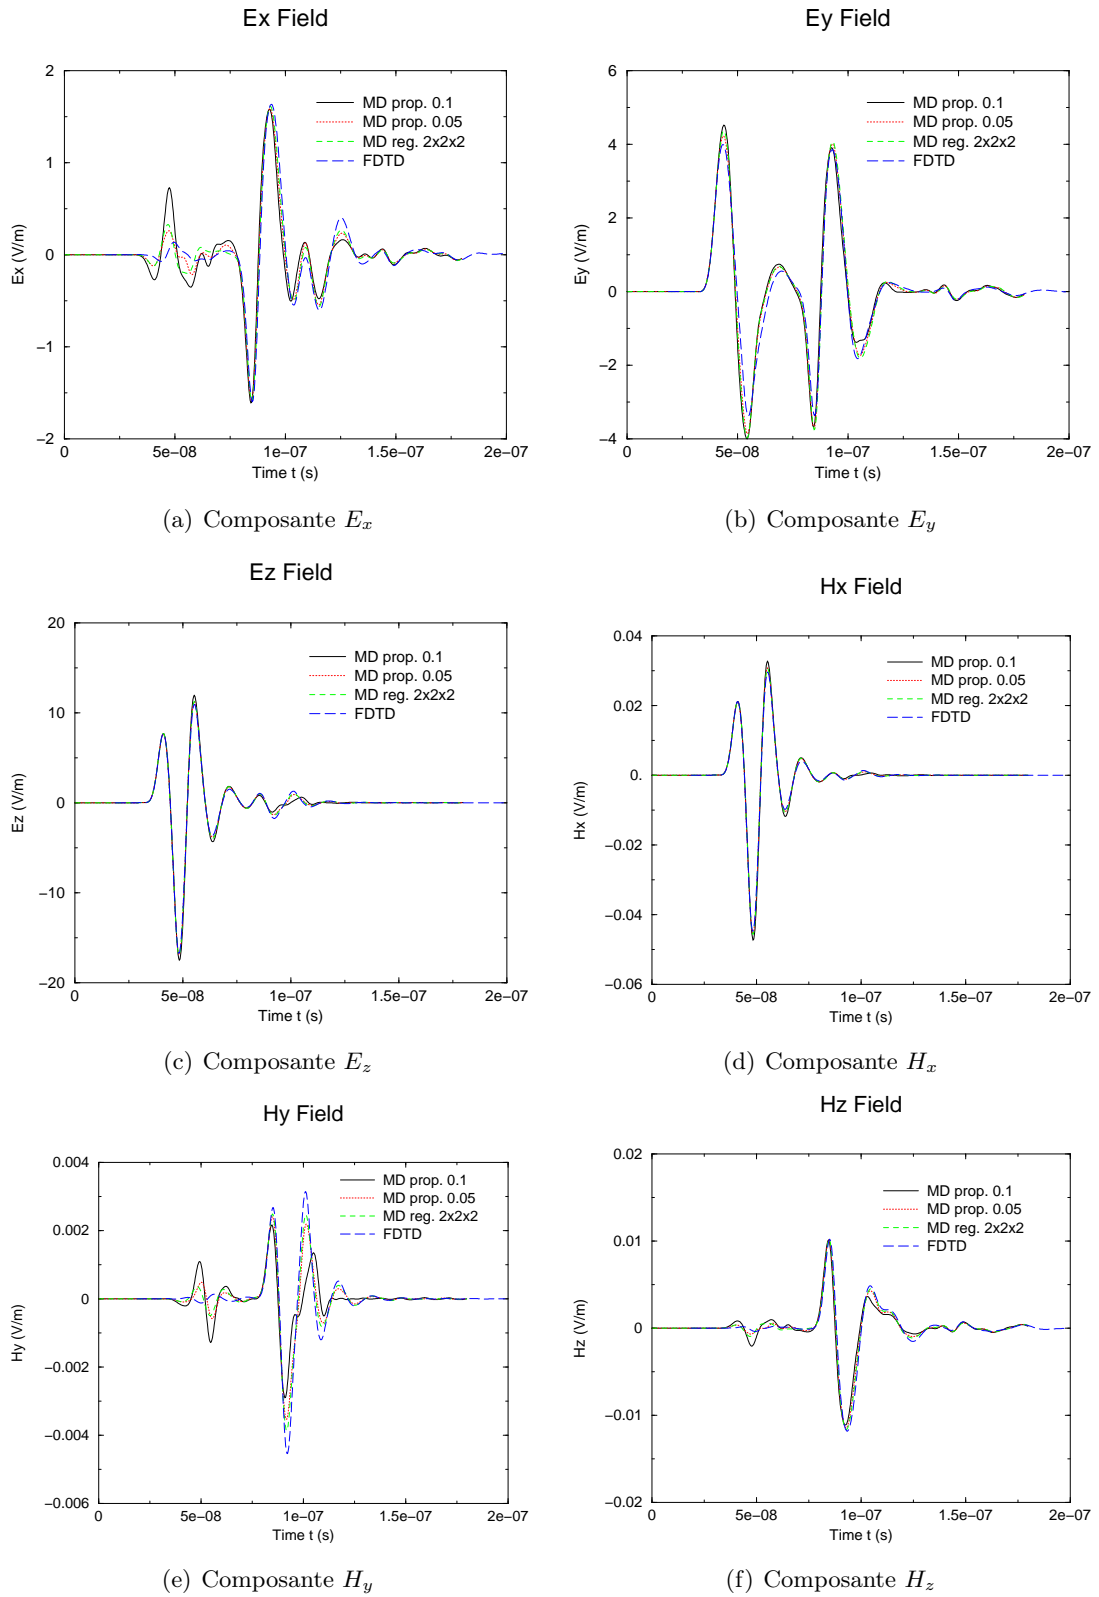 Ex Field
2
1
0
−1
−2
Ex (V/m)
MD prop. 0.1
MD prop. 0.05
MD reg. 2x2x2
FDTD
0
5e−08
1e−07
1.5e−07
2e−07
Time t (s)
(a) Composante Ex
Ey Field
6
4
2
0
−2
−4
Ey (V/m)
MD prop. 0.1
MD prop. 0.05
MD reg. 2x2x2
FDTD
0
5e−08
1e−07
1.5e−07
2e−07
Time t (s)
(b) Composante Ey
Ez Field
20
10
0
−10
−20
Ez (V/m)
MD prop. 0.1
MD prop. 0.05
MD reg. 2x2x2
FDTD
0
5e−08
1e−07
1.5e−07
2e−07
Time t (s)
(c) Composante Ez
Hx Field
0.04
0.02
0.
−0.02
−0.04
−0.06
Hx (V/m)
MD prop. 0.1
MD prop. 0.05
MD reg. 2x2x2
FDTD
0
5e−08
1e−07
1.5e−07
2e−07
Time t (s)
(d) Composante Hx
Hy Field
0.004
0.002
0
−0.002
−0.004
−0.006
Hy (V/m)
MD prop. 0.1
MD prop. 0.05
MD reg. 2x2x2
FDTD
0
5e−08
1e−07
1.5e−07
2e−07
Time t (s)
(e) Composante Hy
Hz Field
0.02
0.01
0
−0.01
−0.02
Hz (V/m)
MD prop. 0.1
MD prop. 0.05
MD reg. 2x2x2
FDTD
0
5e−08
1e−07
1.5e−07
2e−07
Time t (s)
(f) Composante Hz